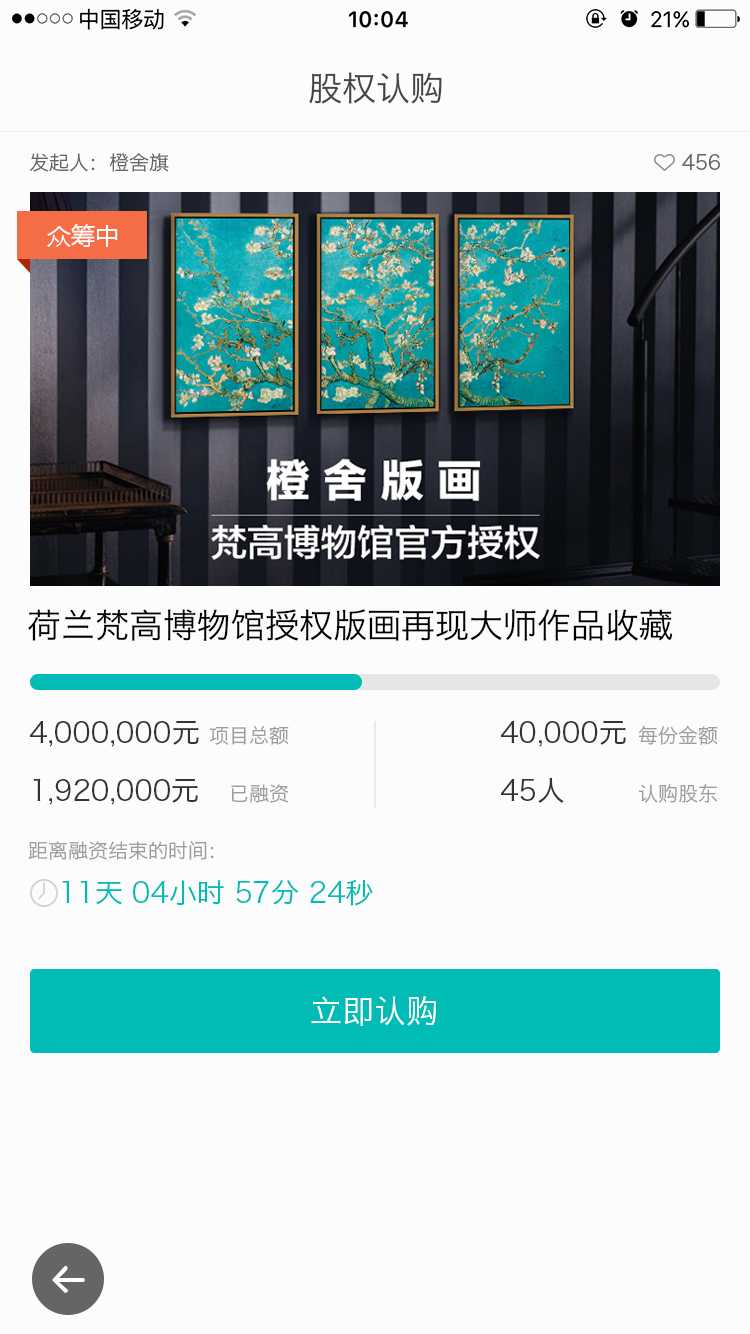 中国移动 10:04 21%
股权认购
发起人：橙舍旗 456
众筹中
橙舍版画
梵高博物馆官方授权
荷兰梵高博物馆授权版画再现大师作品收藏
4,000,000元 项目总额 40,000元 每份金额
1,920,000元 已融资 45人 认购股东
距离融资结束的时间：
11天 04小时 57分 24秒
立即认购